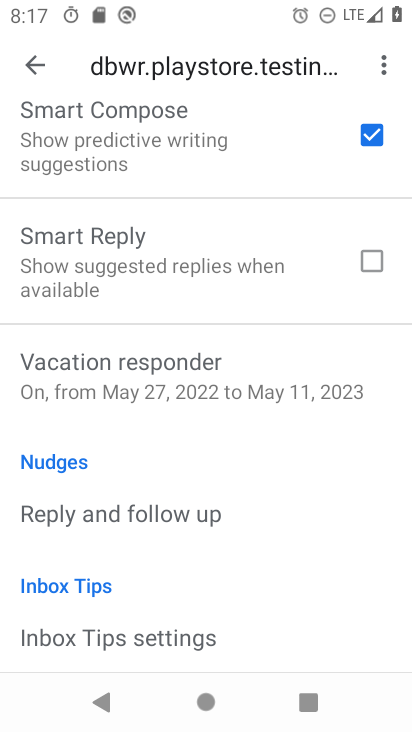 8:17
LTE
dbwr.playstore.testin...
Smart Compose
Show predictive writing
suggestions
Smart Reply
Show suggested replies when
available
Vacation responder
On, from May 27, 2022 to May 11, 2023
Nudges
Reply and follow up
Inbox Tips
Inbox Tips settings